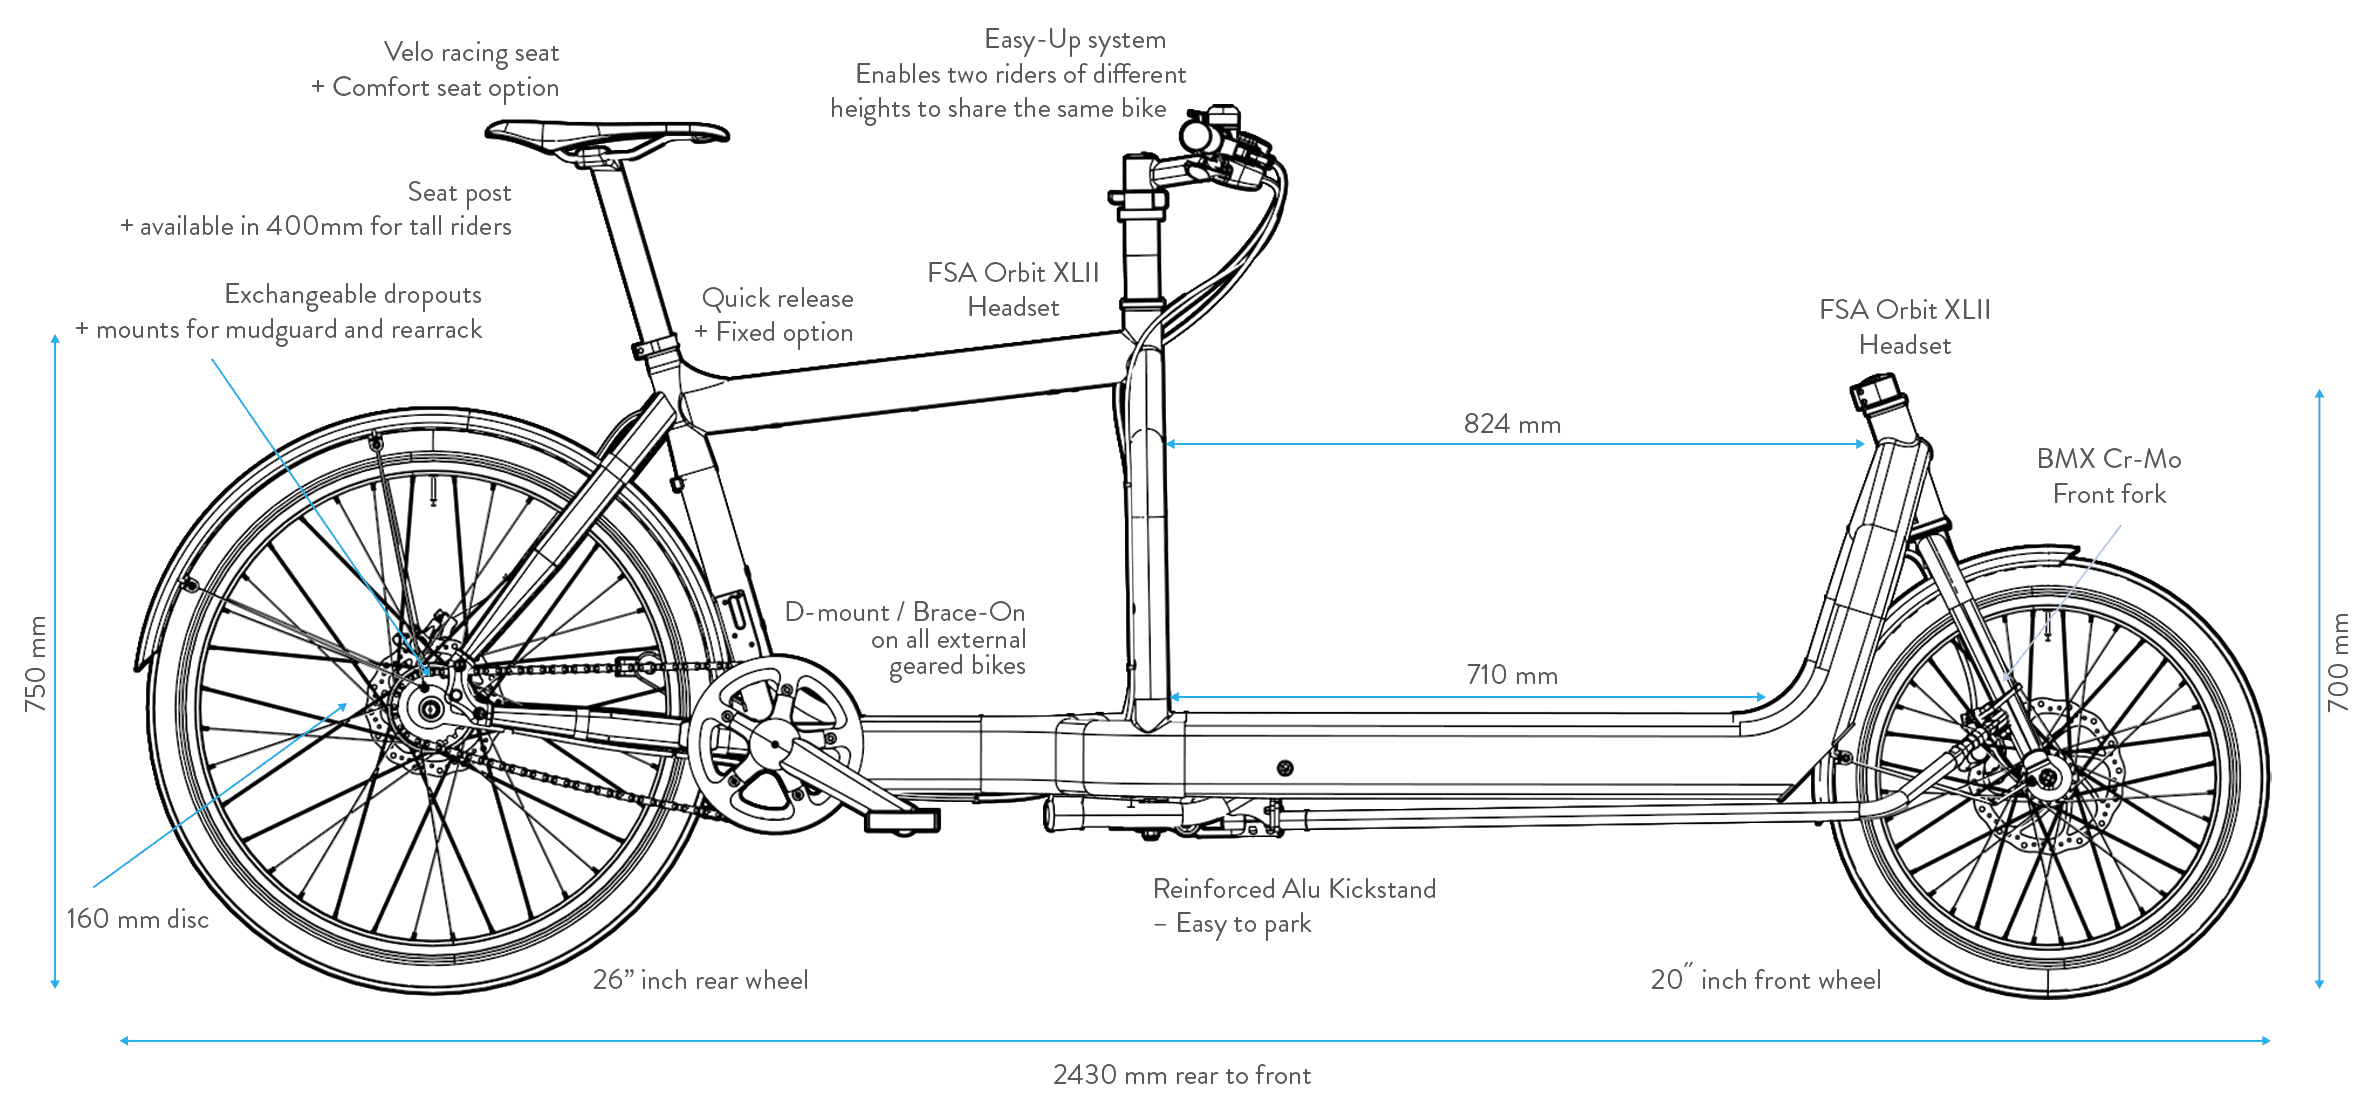 Velo racing seat
+ Comfort seat option
Easy-Up system
Enables two riders of different
heights to share the same bike
Seat post
+ available in 400mm for tall riders
Exchangeable dropouts
+ mounts for mudguard and rearrack
Quick release
+ Fixed option
FSA Orbit XLII
Headset
FSA Orbit XLII
Headset
824 mm
BMX Cr-Mo
Front fork
D-mount / Brace-On
on all external
geared bikes
710 mm
750 mm
700 mm
160 mm disc
Reinforced Alu Kickstand
– Easy to park
26” inch rear wheel
20˝ inch front wheel
2430 mm rear to front